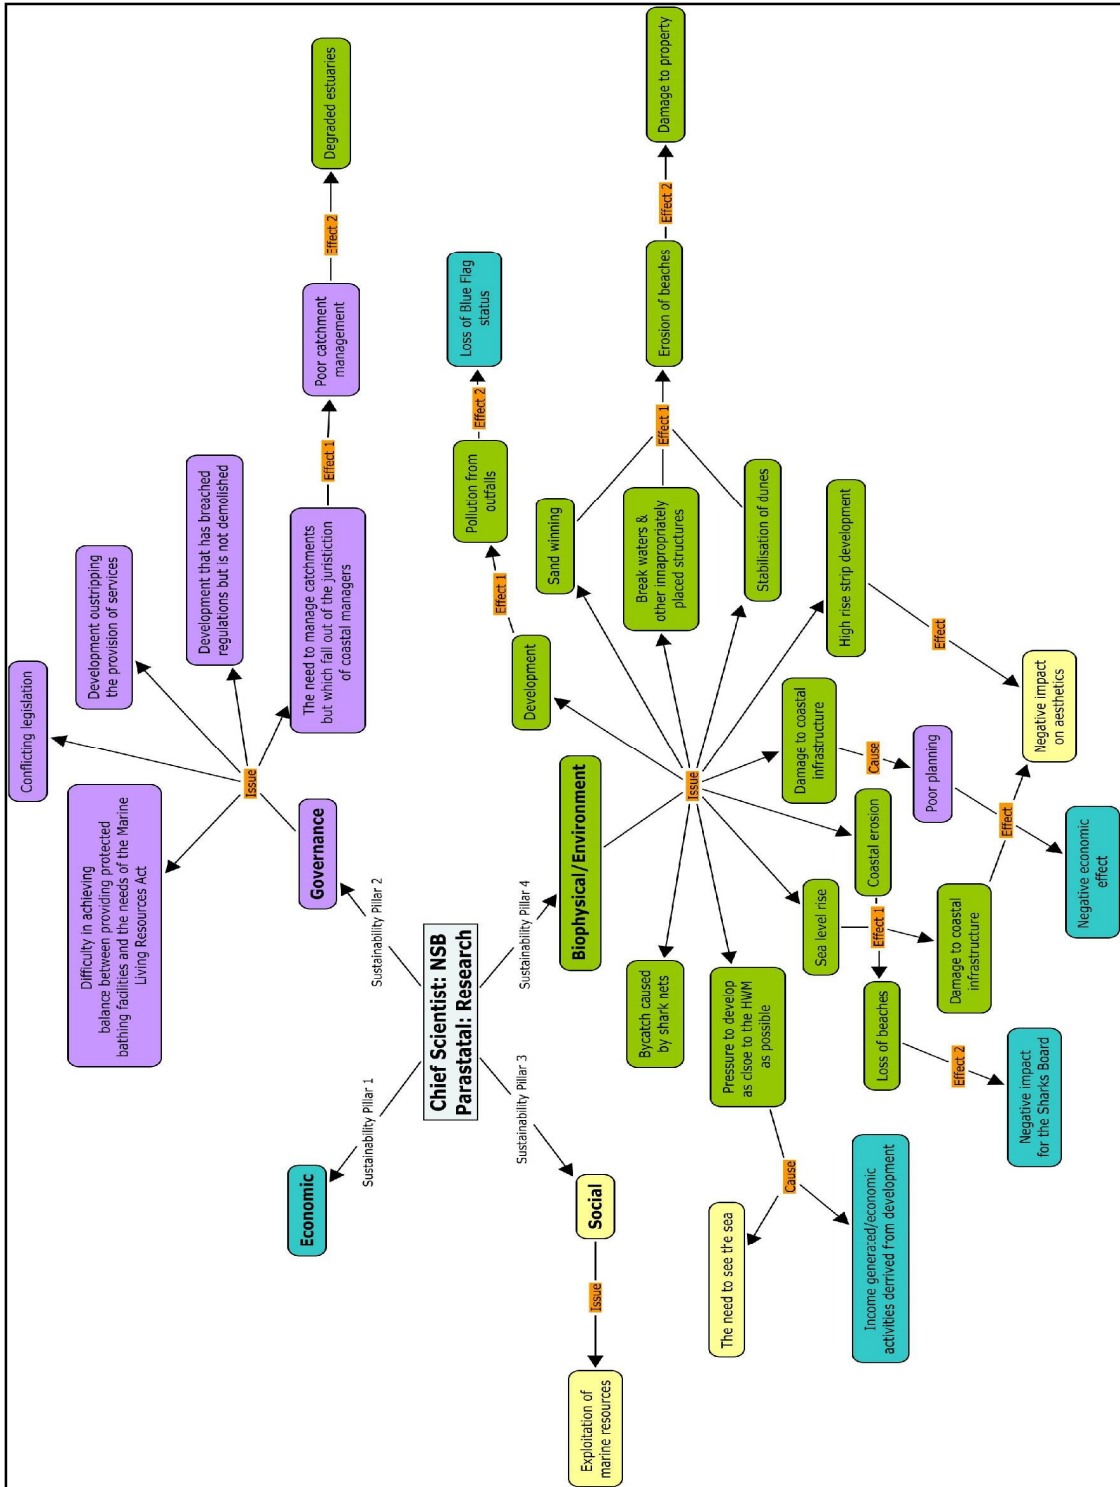 Conflicting legislation
Development oustripping
the provision of services
Development that has breached
regulations but is not demolished
The need to manage catchments
but which fall out of the juristiction
of coastal managers
Effect 1
Poor catchment
management
Effect 2
Degraded estuaries
Difficulty in achieving
balance between providing protected
bathing facilities and the needs of the Marine
Living Resources Act
Issue
Governance
Sustainability Pillar 2
Economic
Sustainability Pillar 1
Chief Scientist: NSB
Parastatal: Research
Sustainability Pillar 3
Sustainability Pillar 4
Social
Issue
Exploitation of
marine resources
Biophysical/Environment
Issue
Development
Effect 1
Pollution from
outfalls
Effect 2
Loss of Blue Flag
status
Sand winning
Break waters &
other innapropriately
placed structures
Stabilisation of dunes
Effect 1
Erosion of beaches
Effect 2
Damage to property
High rise strip development
Effect
Negative impact
on aesthetics
Damage to coastal
infrastructure
Cause
Poor planning
Negative economic
effect
Coastal erosion
Sea level rise
Effect 1
Damage to coastal
infrastructure
Effect
Loss of beaches
Effect 2
Negative impact
for the Sharks Board
Bycatch caused
by shark nets
Pressure to develop
as clsoe to the HWM
as possible
Cause
The need to see the sea
Income generated/economic
activities derrived from development